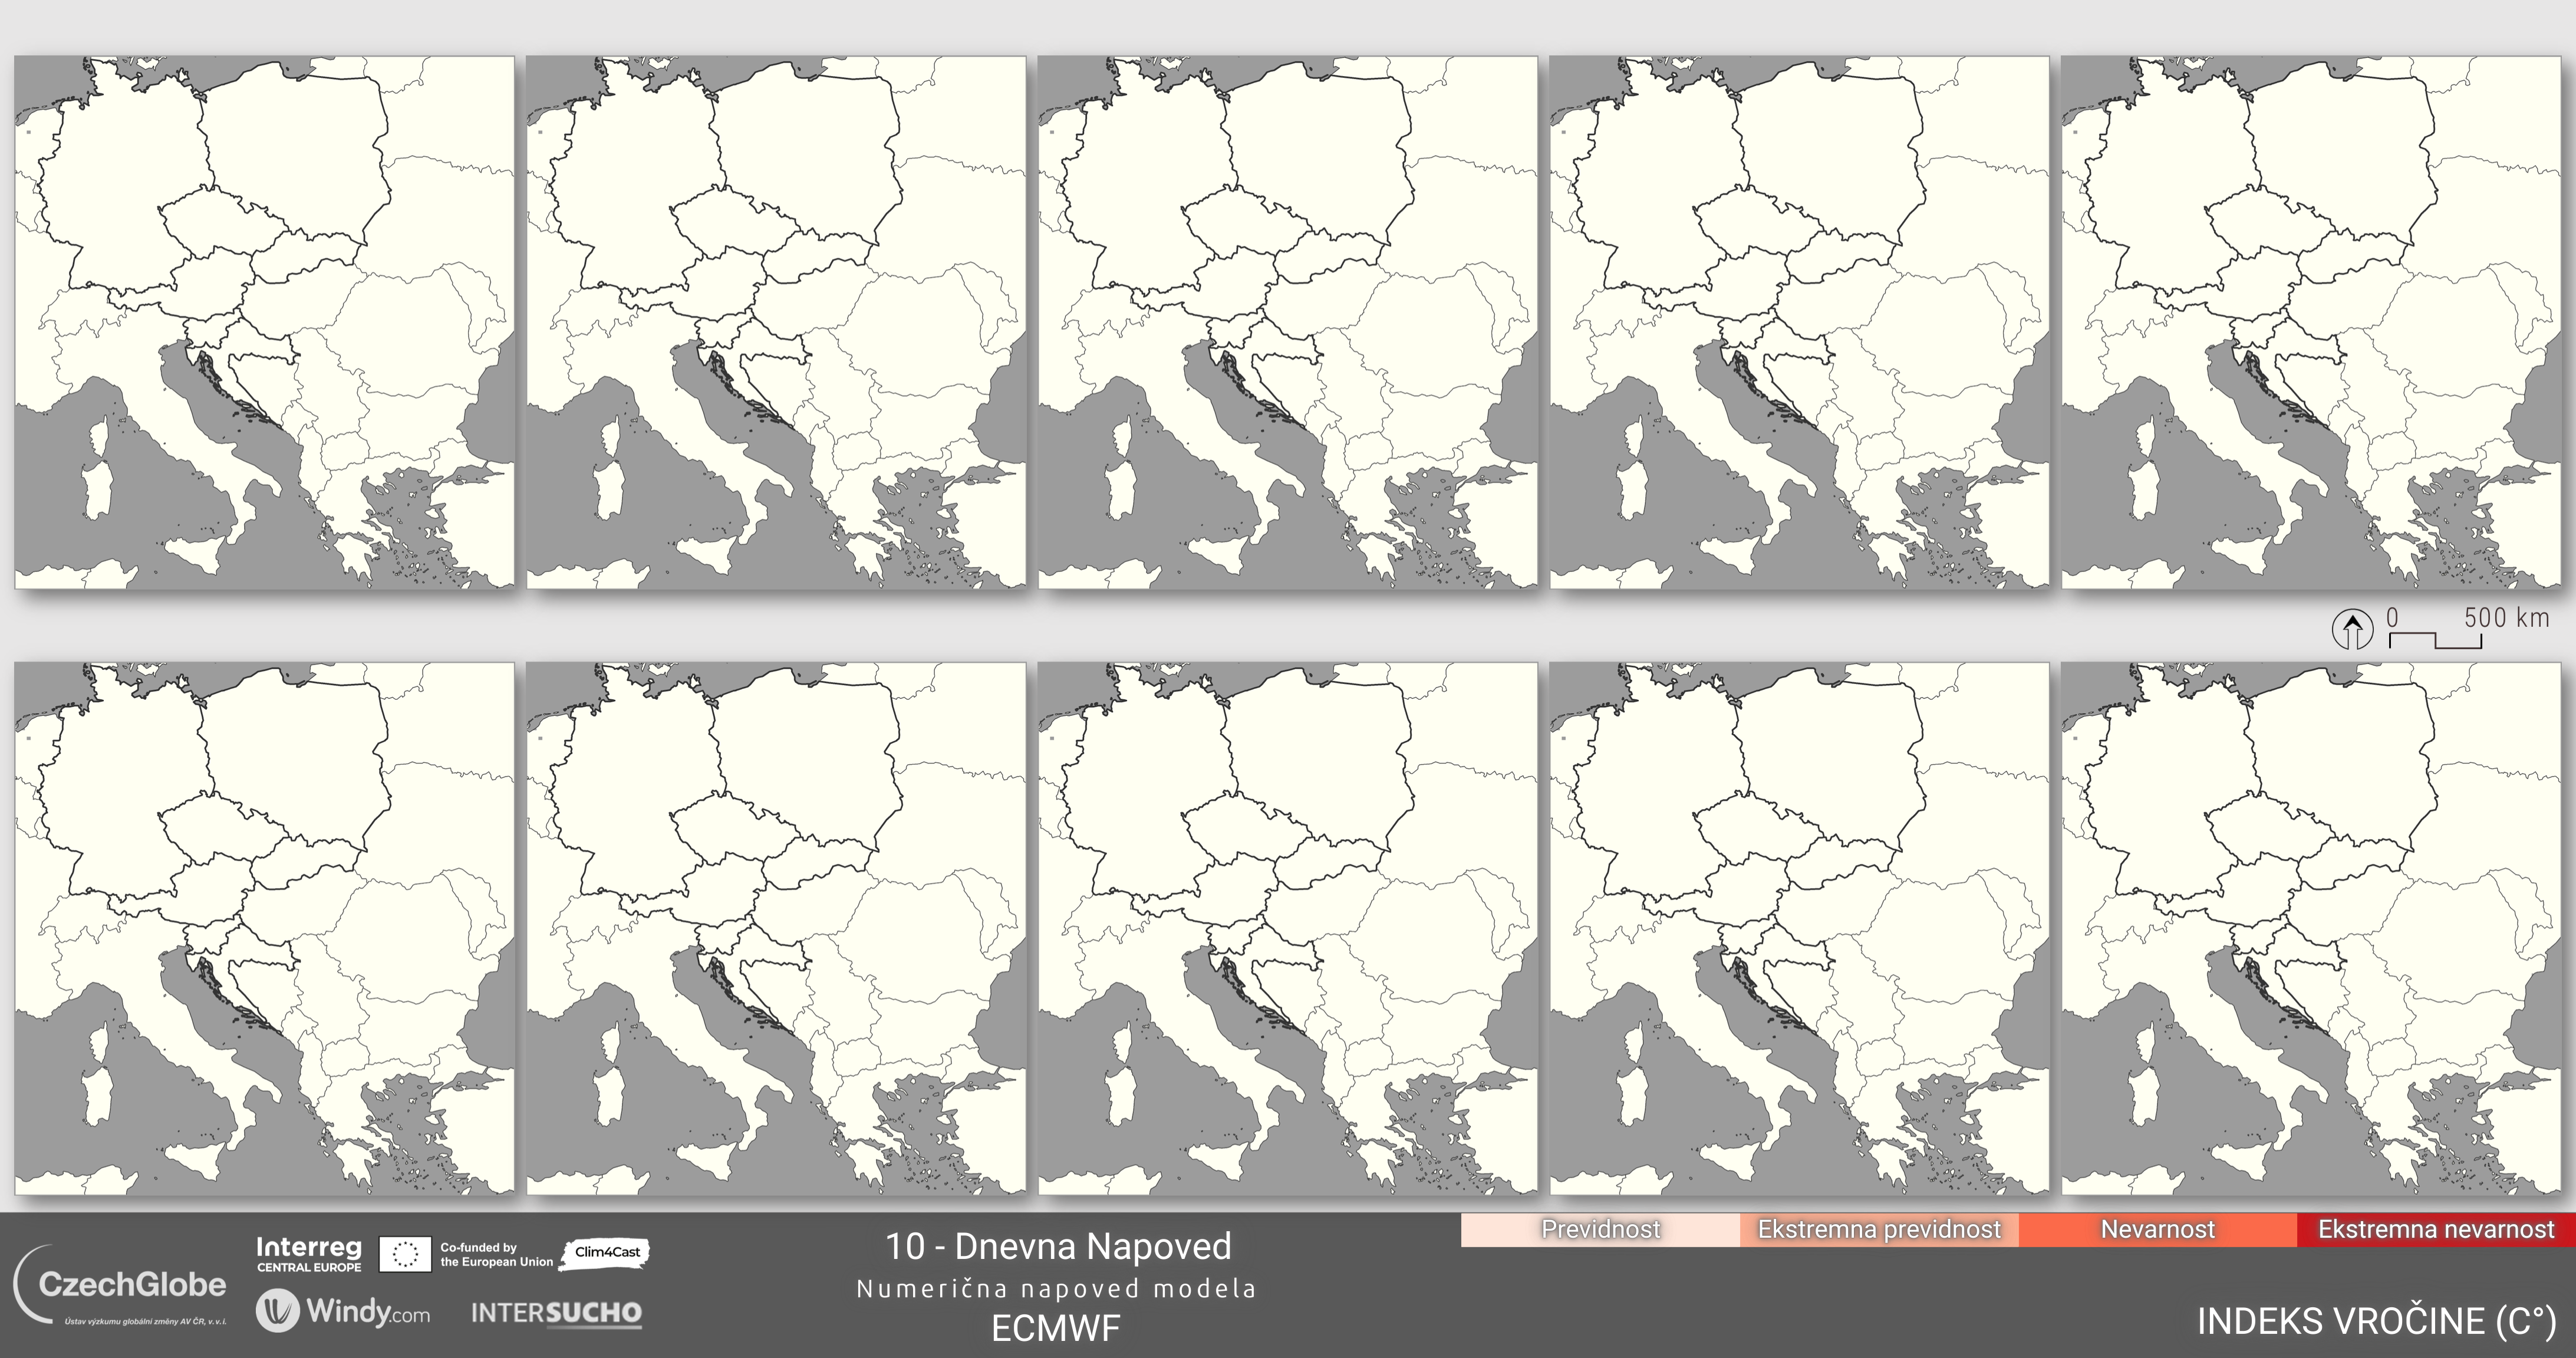 0 500 km
Previdnost Ekstremna previdnost Nevarnost Ekstremna nevarnost
Interreg
CENTRAL EUROPE
Co-funded by
the European Union
Clim4Cast
CzechGlobe
Ústav výzkumu globální změny AV ČR, v. v. i.
Windy.com
INTERSUCHO
10 - Dnevna Napoved
Numerična napoved modela
ECMWF
INDEKS VROČINE (C°)